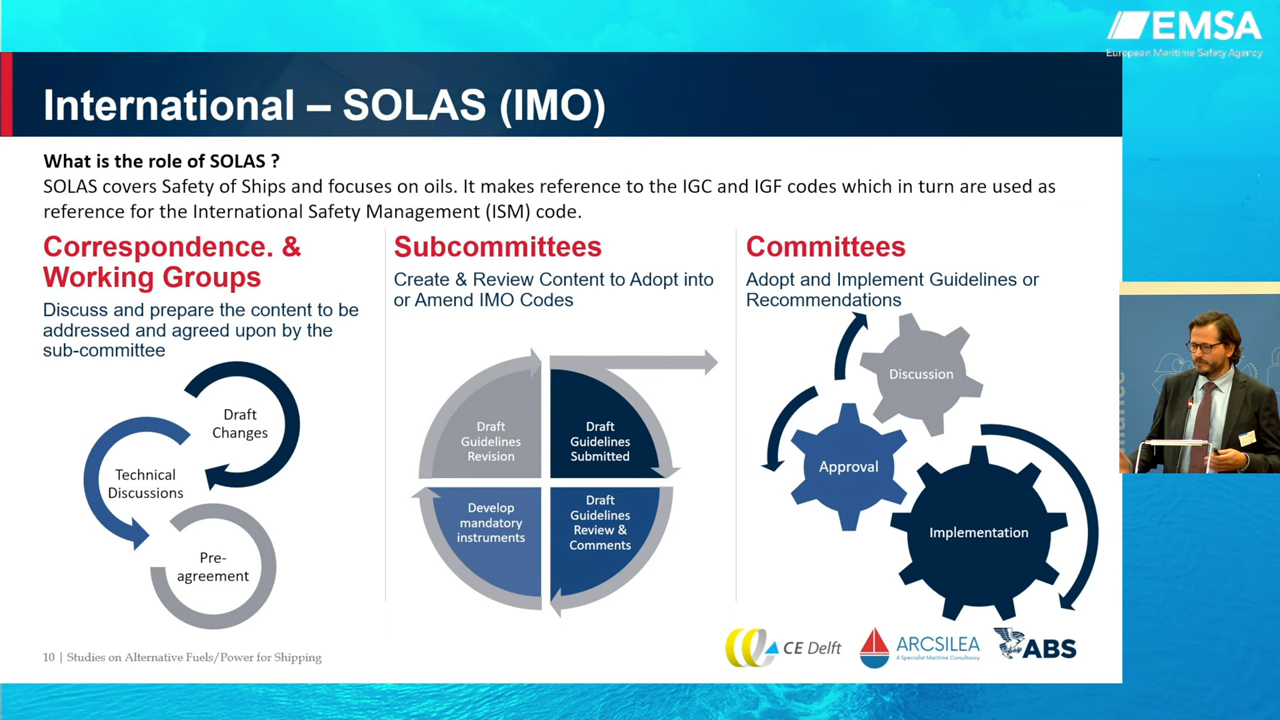 EMSA
European Maritime Safety Agency
International – SOLAS (IMO)
What is the role of SOLAS ?
SOLAS covers Safety of Ships and focuses on oils. It makes reference to the IGC and IGF codes which in turn are used as
reference for the International Safety Management (ISM) code.
Correspondence. &
Working Groups
Discuss and prepare the content to be
addressed and agreed upon by the
sub-committee
Draft
Changes
Technical
Discussions
Pre-
agreement
Subcommittees
Create & Review Content to Adopt into
or Amend IMO Codes
Draft
Guidelines
Revision
Draft
Guidelines
Submitted
Develop
mandatory
instruments
Draft
Guidelines
Review &
Comments
Committees
Adopt and Implement Guidelines or
Recommendations
Discussion
Approval
Implementation
10 | Studies on Alternative Fuels/Power for Shipping
CE Delft
ARCSILEA
A Specialist Maritime Consultancy
ABS